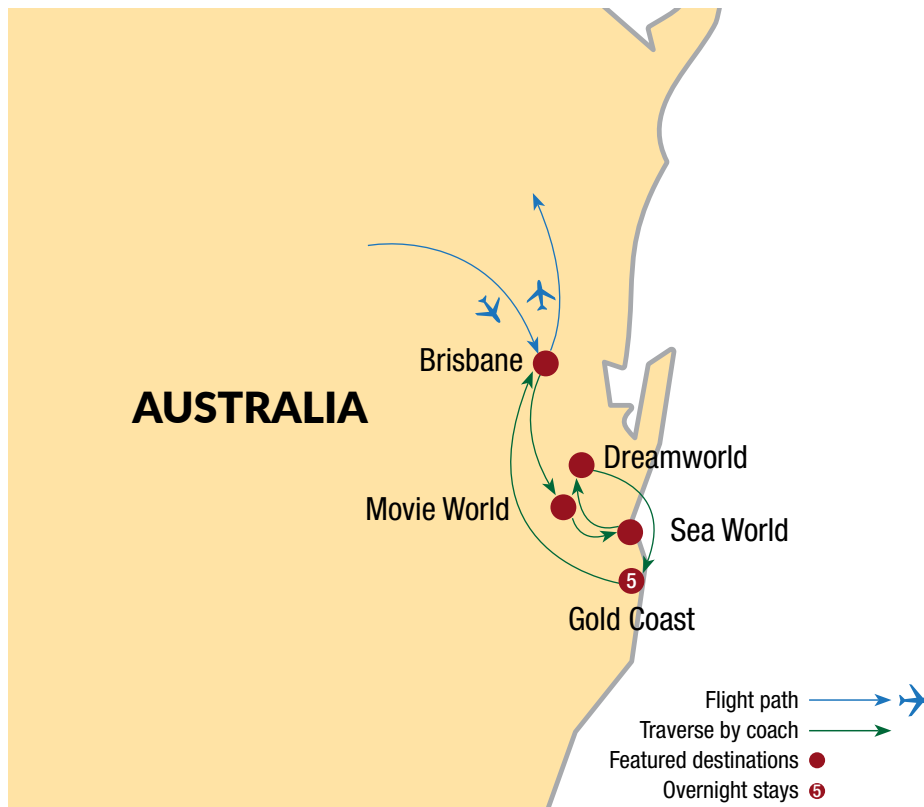 Brisbane
AUSTRALIA
Dreamworld
Movie World
Sea World
5
Gold Coast
Flight path
Traverse by coach
Featured destinations
Overnight stays 5